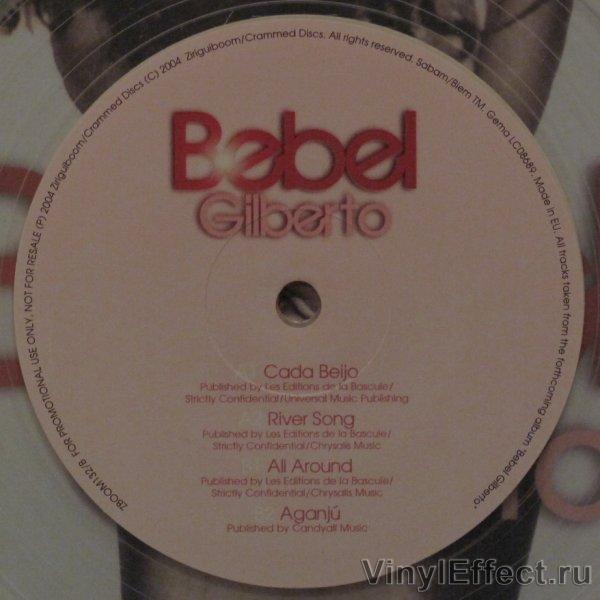 ZBOOM132/B FOR PROMOTIONAL USE ONLY, NOT FOR RESALE (P) 2004 Ziriguiboom/Crammed Discs (C) 2004 Ziriguiboom/Crammed Discs. All rights reserved. Sabam/Biem TM. Gema LC08689. Made in EU. All tracks taken from the forthcoming album 'Bebel Gilberto'
Bebel
Gilberto
A1 Cada Beijo
Published by Les Editions de la Bascule/
Strictly Confidential/Universal Music Publishing
A2 River Song
Published by Les Editions de la Bascule/
Strictly Confidential/Chrysalis Music
B1 All Around
Published by Les Editions de la Bascule/
Strictly Confidential/Chrysalis Music
B2 Aganjú
Published by Candyall Music
VinylEffect.ru